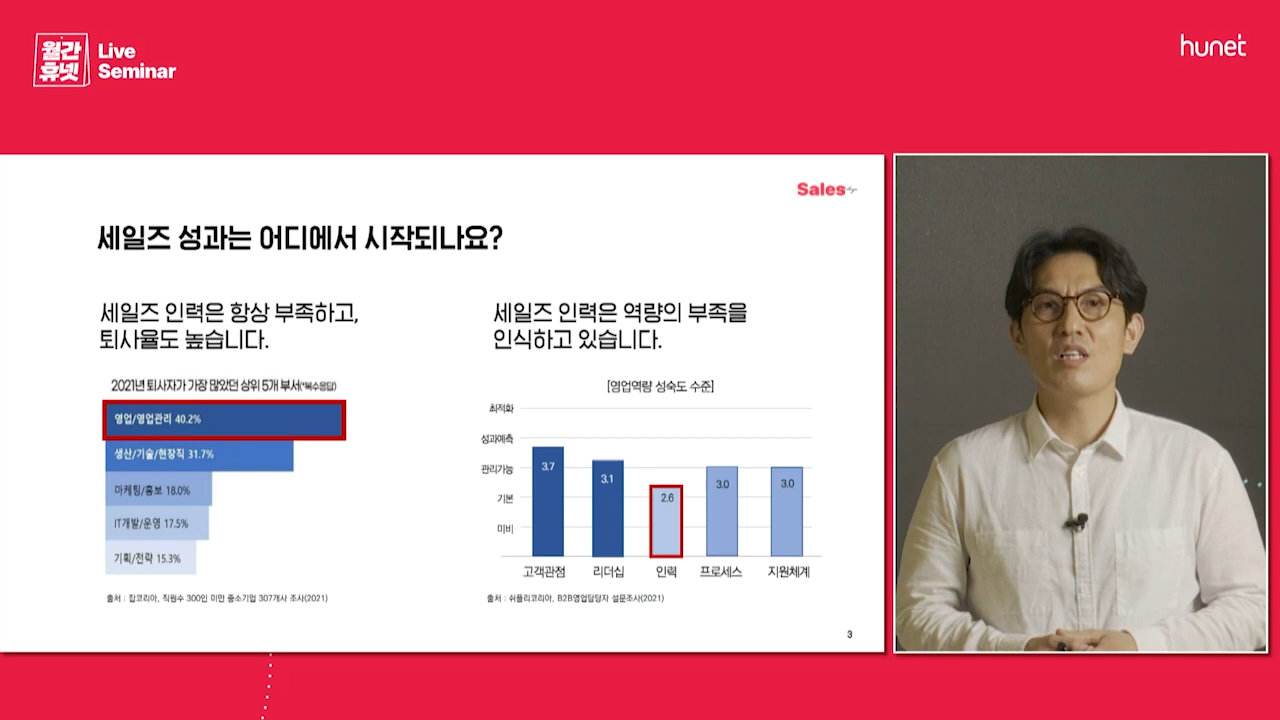 월간
휴넷
Live
Seminar
hunet
Sales
세일즈 성과는 어디에서 시작되나요?
세일즈 인력은 항상 부족하고,
퇴사율도 높습니다.
2021년 퇴사자가 가장 많았던 상위 5개 부서(*복수응답)
영업/영업관리 40.2%
생산/기술/현장직 31.7%
마케팅/홍보 18.0%
IT개발/운영 17.5%
기획/전략 15.3%
출처 : 잡코리아, 직원수 300인 미만 중소기업 307개사 조사(2021)
세일즈 인력은 역량의 부족을
인식하고 있습니다.
[영업역량 성숙도 수준]
최적화
성과예측
관리가능
기본
미비
3.7
3.1
2.6
3.0
3.0
고객관점
리더십
인력
프로세스
지원체계
출처 : 쉬플리코리아, B2B영업담당자 설문조사(2021)
3